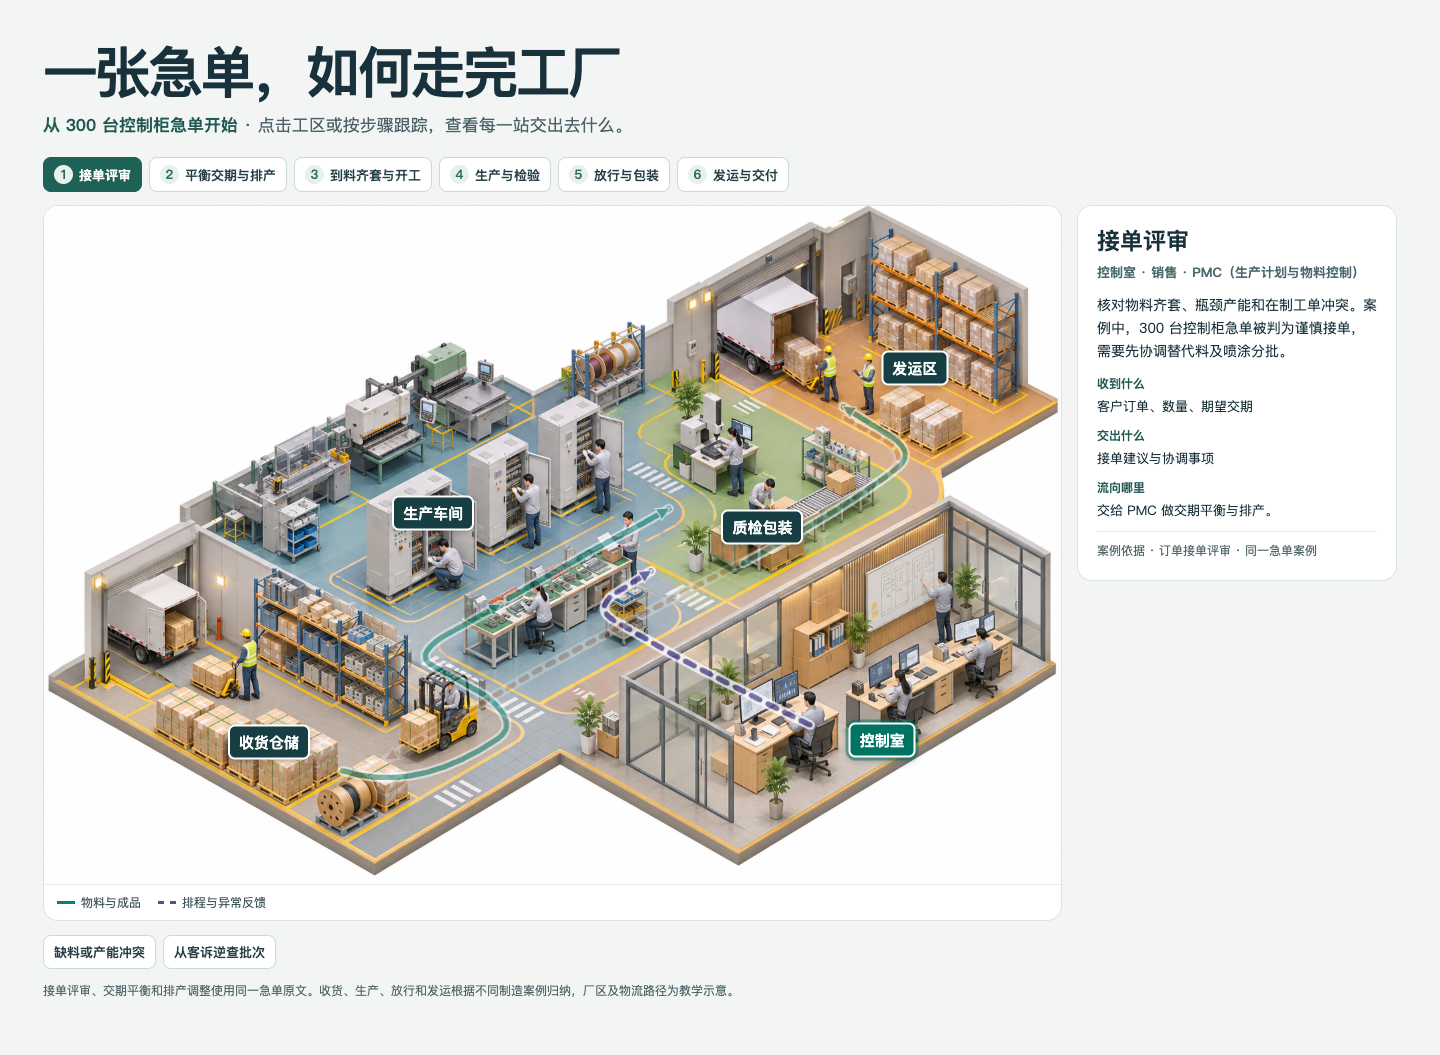 一张急单，如何走完工厂
从 300 台控制柜急单开始 · 点击工区或按步骤跟踪，查看每一站交出去什么。
1 接单评审
2 平衡交期与排产
3 到料齐套与开工
4 生产与检验
5 放行与包装
6 发运与交付
发运区
生产车间
质检包装
收货仓储
控制室
物料与成品
排程与异常反馈
接单评审
控制室 · 销售 · PMC（生产计划与物料控制）
核对物料齐套、瓶颈产能和在制工单冲突。案
例中，300 台控制柜急单被判为谨慎接单，
需要先协调替代料及喷涂分批。
收到什么
客户订单、数量、期望交期
交出什么
接单建议与协调事项
流向哪里
交给 PMC 做交期平衡与排产。
案例依据 · 订单接单评审 · 同一急单案例
缺料或产能冲突
从客诉逆查批次
接单评审、交期平衡和排产调整使用同一急单原文。收货、生产、放行和发运根据不同制造案例归纳，厂区及物流路径为教学示意。